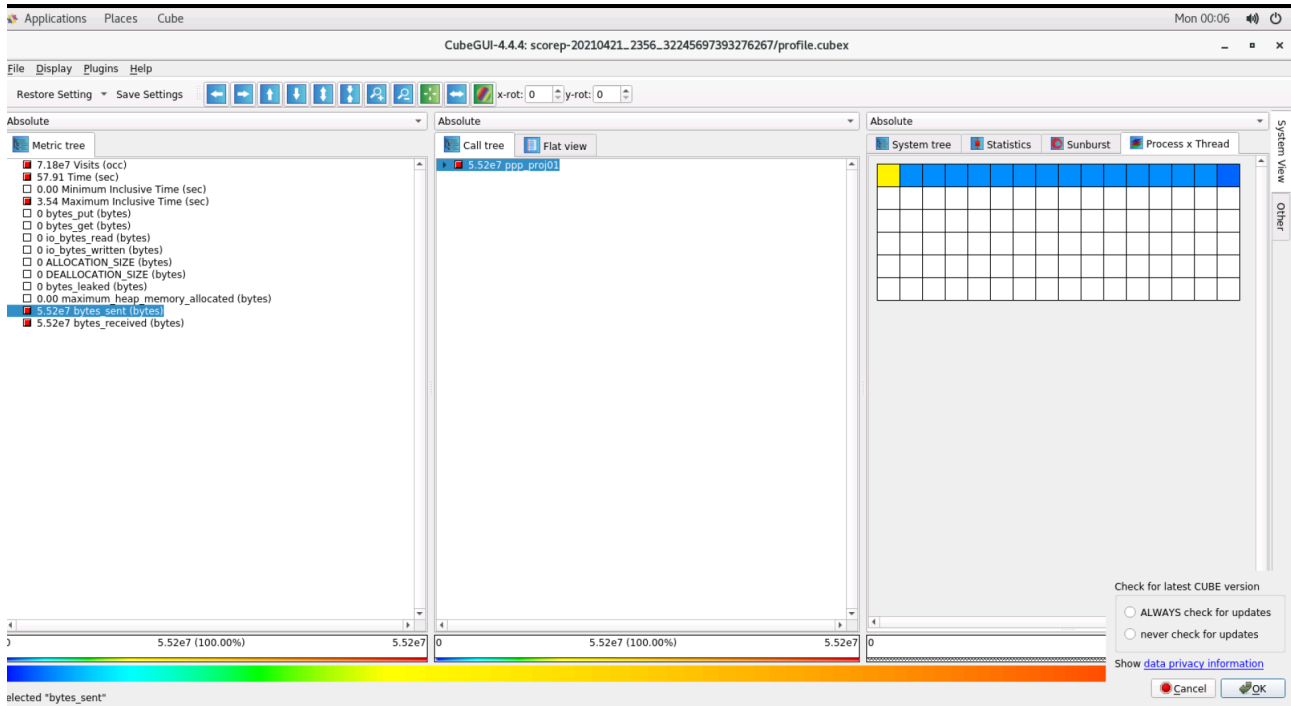 Applications Places Cube Mon 00:06
CubeGUI-4.4.4: scorep-20210421_2356_32245697393276267/profile.cubex
File Display Plugins Help
Restore Setting Save Settings x-rot: 0 y-rot: 0
Absolute
Metric tree
7.18e7 Visits (occ)
57.91 Time (sec)
0.00 Minimum Inclusive Time (sec)
3.54 Maximum Inclusive Time (sec)
0 bytes_put (bytes)
0 bytes_get (bytes)
0 io_bytes_read (bytes)
0 io_bytes_written (bytes)
0 ALLOCATION_SIZE (bytes)
0 DEALLOCATION_SIZE (bytes)
0 bytes_leaked (bytes)
0.00 maximum_heap_memory_allocated (bytes)
5.52e7 bytes_sent (bytes)
5.52e7 bytes_received (bytes)
0 5.52e7 (100.00%) 5.52e7
Absolute
Call tree Flat view
5.52e7 ppp_proj01
0 5.52e7 (100.00%) 5.52e7
Absolute
System tree Statistics Sunburst Process x Thread
0
System View
Other
Check for latest CUBE version
ALWAYS check for updates
never check for updates
Show data privacy information
Cancel OK
elected "bytes_sent"